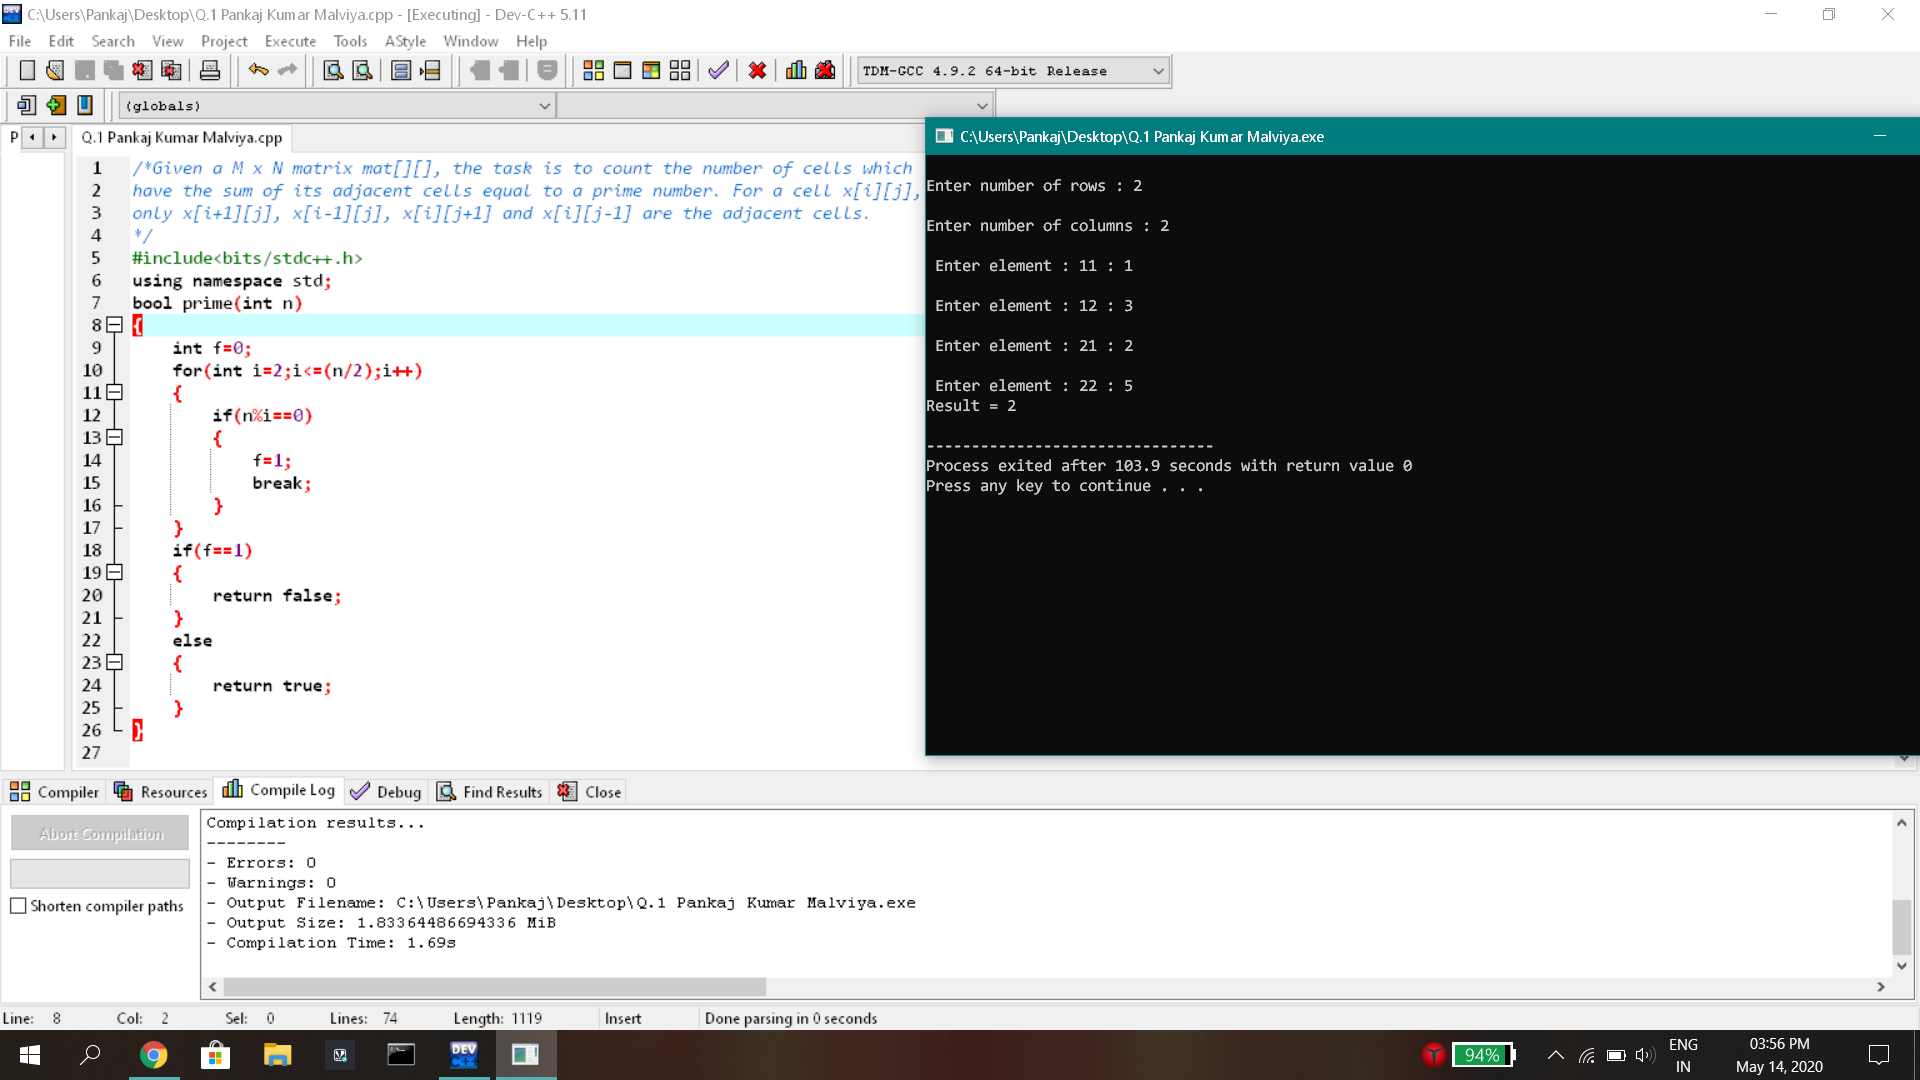 C:\Users\Pankaj\Desktop\Q.1 Pankaj Kumar Malviya.cpp - [Executing] - Dev-C++ 5.11
File Edit Search View Project Execute Tools AStyle Window Help
TDM-GCC 4.9.2 64-bit Release
(globals)
P
Q.1 Pankaj Kumar Malviya.cpp
1 /*Given a M x N matrix mat[][], the task is to count the number of cells which
2 have the sum of its adjacent cells equal to a prime number. For a cell x[i][j],
3 only x[i+1][j], x[i-1][j], x[i][j+1] and x[i][j-1] are the adjacent cells.
4 */
5 #include<bits/stdc++.h>
6 using namespace std;
7 bool prime(int n)
8 {
9 int f=0;
10 for(int i=2;i<=(n/2);i++)
11 {
12 if(n%i==0)
13 {
14 f=1;
15 break;
16 }
17 }
18 if(f==1)
19 {
20 return false;
21 }
22 else
23 {
24 return true;
25 }
26 }
27
C:\Users\Pankaj\Desktop\Q.1 Pankaj Kumar Malviya.exe
Enter number of rows : 2
Enter number of columns : 2
Enter element : 11 : 1
Enter element : 12 : 3
Enter element : 21 : 2
Enter element : 22 : 5
Result = 2
--------------------------------
Process exited after 103.9 seconds with return value 0
Press any key to continue . . .
Compiler Resources Compile Log Debug Find Results Close
Abort Compilation
Shorten compiler paths
Compilation results...
--------
- Errors: 0
- Warnings: 0
- Output Filename: C:\Users\Pankaj\Desktop\Q.1 Pankaj Kumar Malviya.exe
- Output Size: 1.83364486694336 MiB
- Compilation Time: 1.69s
Line: 8 Col: 2 Sel: 0 Lines: 74 Length: 1119 Insert Done parsing in 0 seconds
DEV C++
94%
ENG
IN
03:56 PM
May 14, 2020